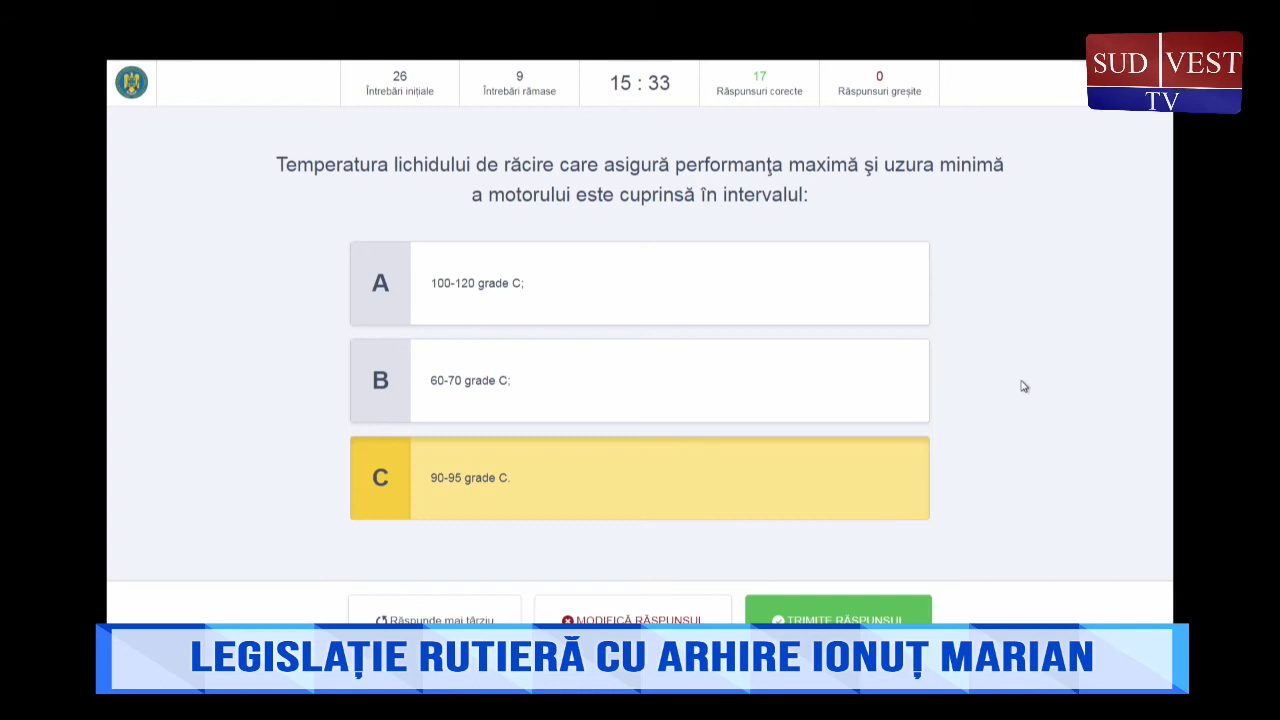 SUD VEST
TV
26
Întrebări inițiale
9
Întrebări rămase
15 : 33
17
Răspunsuri corecte
0
Răspunsuri greșite
Temperatura lichidului de răcire care asigură performanţa maximă şi uzura minimă
a motorului este cuprinsă în intervalul:
A
100-120 grade C;
B
60-70 grade C;
C
90-95 grade C.
Răspunde mai târziu
MODIFICĂ RĂSPUNSUL
TRIMITE RĂSPUNSUL
LEGISLAȚIE RUTIERĂ CU ARHIRE IONUȚ MARIAN